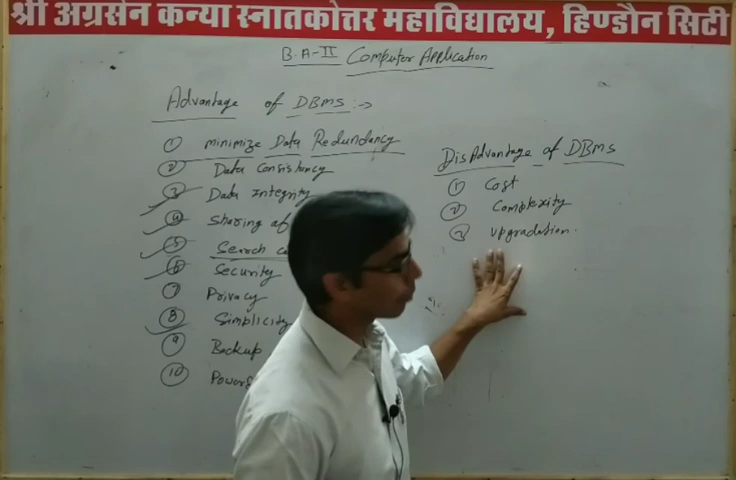 श्री अग्रसेन कन्या स्नातकोत्तर महाविद्यालय, हिण्डौन सिटी
B.A-II Computer Application
Advantage of DBMS :->
① minimize Data Redundancy
② Data Consistency
③ Data Integrity
④ Sharing of
⑤ Search
⑥ Security
⑦ Privacy
⑧ Simplicity
⑨ Backup
⑩
DisAdvantage of DBMS
① Cost
② Complexity
③ Upgradation